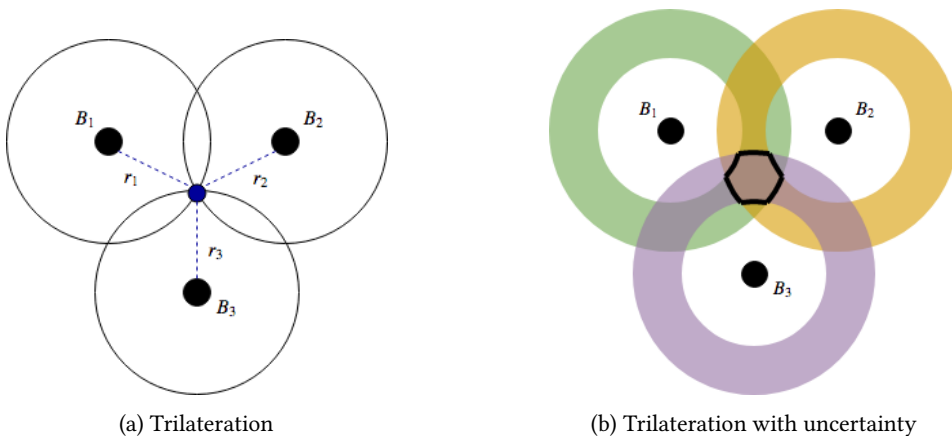 B1
B2
r1
r2
r3
B3
(a) Trilateration
B1
B2
B3
(b) Trilateration with uncertainty